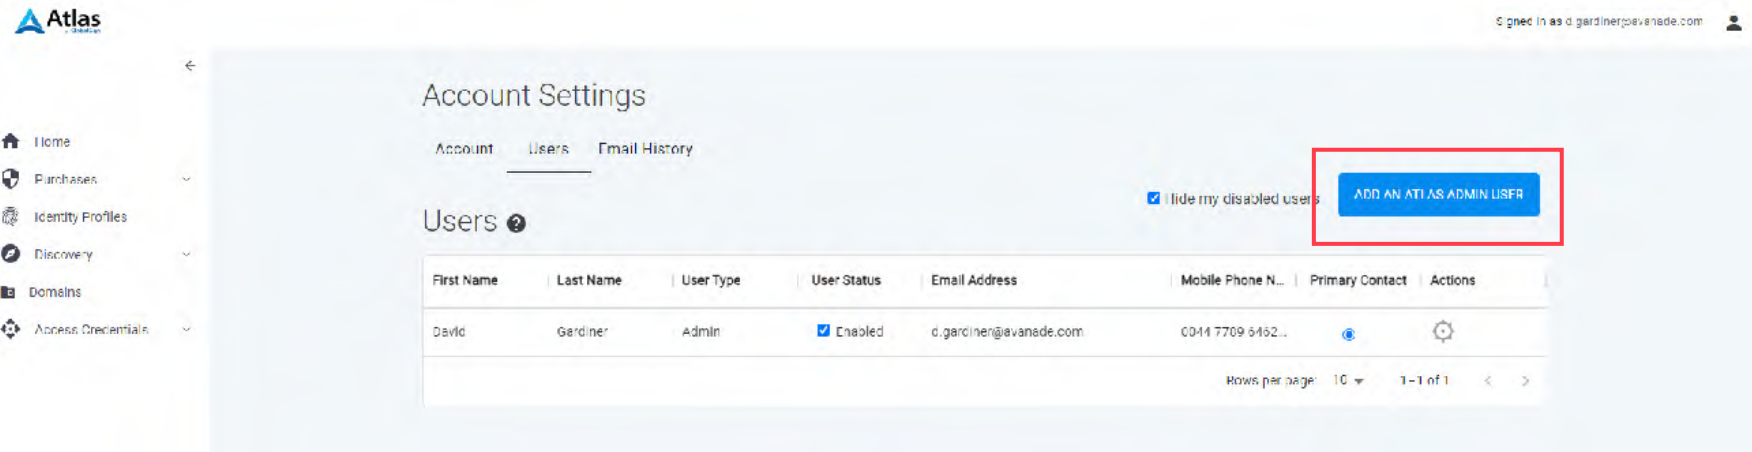 Atlas
by GlobalSign
Signed in as d.gardiner@avanade.com
Home
Purchases
Identity Profiles
Discovery
Domains
Access Credentials
Account Settings
Account Users Email History
Hide my disabled users
ADD AN ATLAS ADMIN USER
Users
First Name Last Name User Type User Status Email Address Mobile Phone N... Primary Contact Actions
David Gardiner Admin Enabled d.gardiner@avanade.com 0044 7789 6462...
Rows per page: 10 1-1 of 1